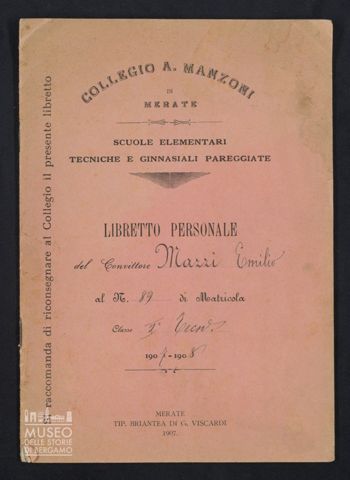 COLLEGIO A. MANZONI
DI
MERATE
SCUOLE ELEMENTARI
TECNICHE E GINNASIALI PAREGGIATE
LIBRETTO PERSONALE
del Convittore Mazzi Emilio
al N. 89 di Matricola
Classe
1907-1908
MERATE
TIP. BRIANTEA DI G. VISCARDI
1907.
Si raccomanda di riconsegnare al Collegio il presente libretto
MUSEO
DELLE STORIE
DI BERGAMO